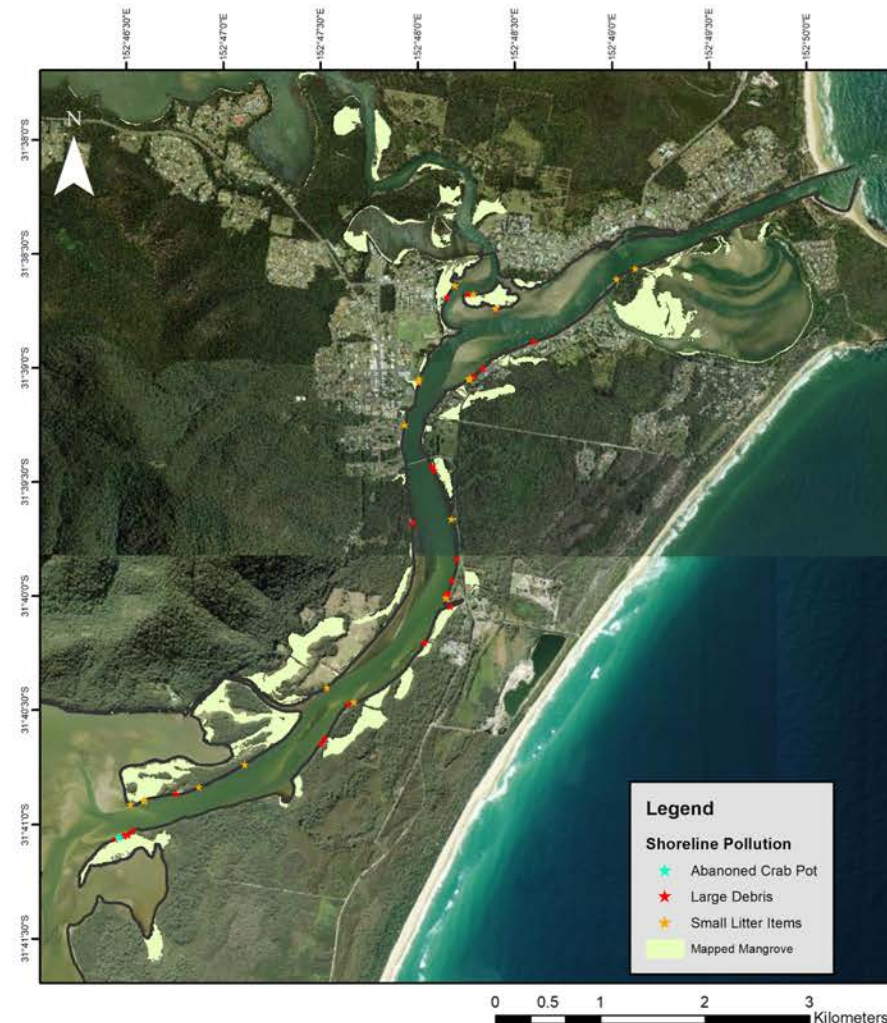 152°46'30"E
152°47'0"E
152°47'30"E
152°48'0"E
152°48'30"E
152°49'0"E
152°49'30"E
152°50'0"E
N
31°38'0"S
31°38'30"S
31°39'0"S
31°39'30"S
31°40'0"S
31°40'30"S
31°41'0"S
31°41'30"S
Legend
Shoreline Pollution
Abanoned Crab Pot
Large Debris
Small Litter Items
Mapped Mangrove
0 0.5 1 2 3
Kilometers